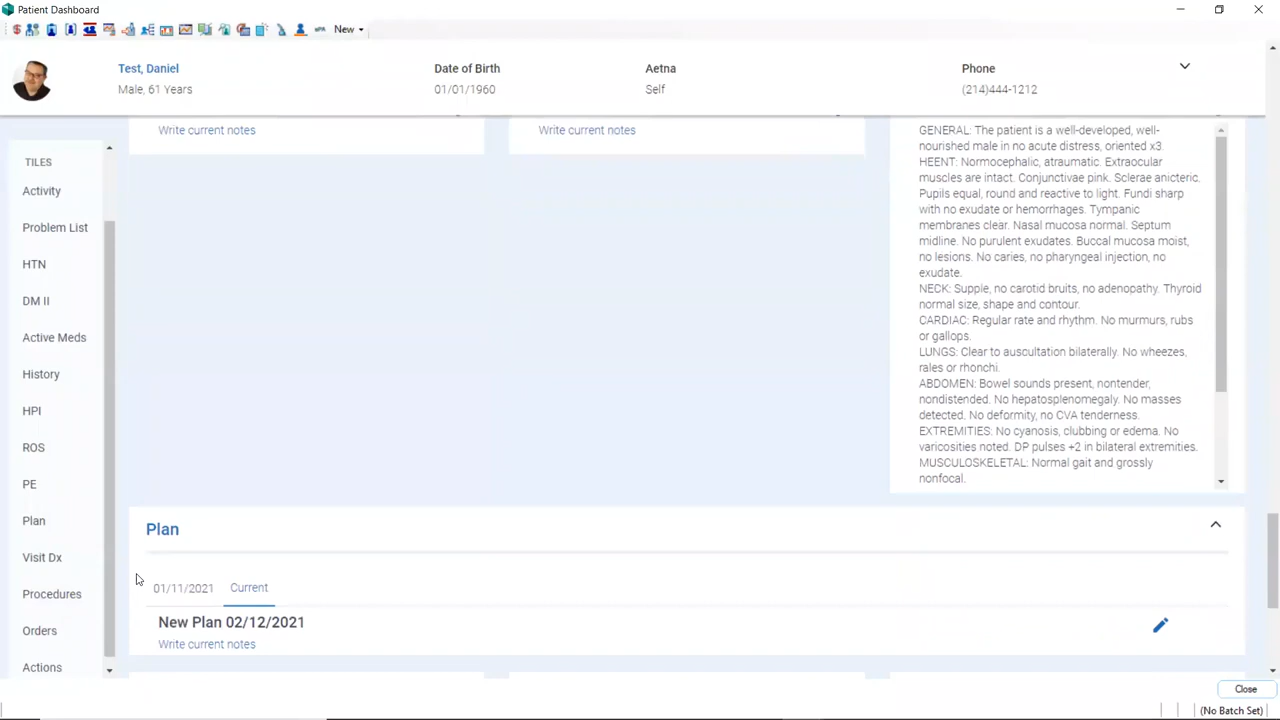 Patient Dashboard
New
Test, Daniel
Male, 61 Years
Date of Birth
01/01/1960
Aetna
Self
Phone
(214)444-1212
TILES
Activity
Problem List
HTN
DM II
Active Meds
History
HPI
ROS
PE
Plan
Visit Dx
Procedures
Orders
Actions
Write current notes
Write current notes
GENERAL: The patient is a well-developed, well-
nourished male in no acute distress, oriented x3.
HEENT: Normocephalic, atraumatic. Extraocular
muscles are intact. Conjunctivae pink. Sclerae anicteric.
Pupils equal, round and reactive to light. Fundi sharp
with no exudate or hemorrhages. Tympanic
membranes clear. Nasal mucosa normal. Septum
midline. No purulent exudates. Buccal mucosa moist,
no lesions. No caries, no pharyngeal injection, no
exudate.
NECK: Supple, no carotid bruits, no adenopathy. Thyroid
normal size, shape and contour.
CARDIAC: Regular rate and rhythm. No murmurs, rubs
or gallops.
LUNGS: Clear to auscultation bilaterally. No wheezes,
rales or rhonchi.
ABDOMEN: Bowel sounds present, nontender,
nondistended. No hepatosplenomegaly. No masses
detected. No deformity, no CVA tenderness.
EXTREMITIES: No cyanosis, clubbing or edema. No
varicosities noted. DP pulses +2 in bilateral extremities.
MUSCULOSKELETAL: Normal gait and grossly
nonfocal.
Plan
01/11/2021 Current
New Plan 02/12/2021
Write current notes
Close
(No Batch Set)